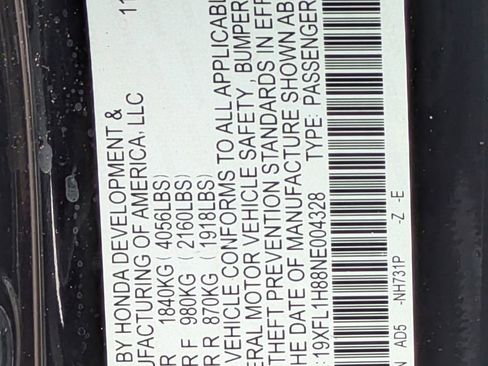 11
BY HONDA DEVELOPMENT &
UFACTURING OF AMERICA, LLC
R 1840KG (4056LBS)
R F 980KG (2160LBS)
R R 870KG (1918LBS)
VEHICLE CONFORMS TO ALL APPLICABL
ERAL MOTOR VEHICLE SAFETY, BUMPER
THEFT PREVENTION STANDARDS IN EFF
THE DATE OF MANUFACTURE SHOWN AB
: 19XFL1H88NE004328 TYPE: PASSENGER
N AD5 -NH731P -Z -E